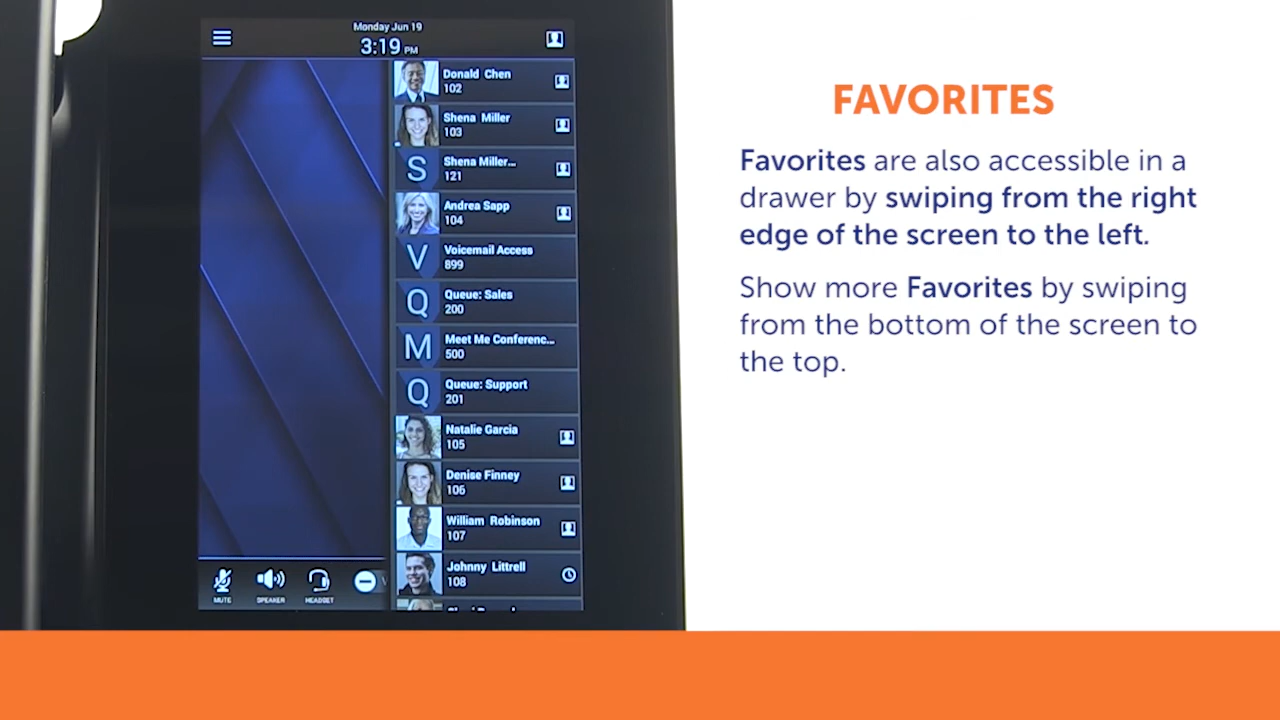 Monday Jun 19
3:19 PM
Donald Chen
102
Shena Miller
103
S
Shena Miller...
121
Andrea Sapp
104
V
Voicemail Access
899
Q
Queue: Sales
200
M
Meet Me Conferenc...
500
Q
Queue: Support
201
Natalie Garcia
105
Denise Finney
106
William Robinson
107
Johnny Littrell
108
MUTE
SPEAKER
HEADSET
FAVORITES
Favorites are also accessible in a
drawer by swiping from the right
edge of the screen to the left.
Show more Favorites by swiping
from the bottom of the screen to
the top.